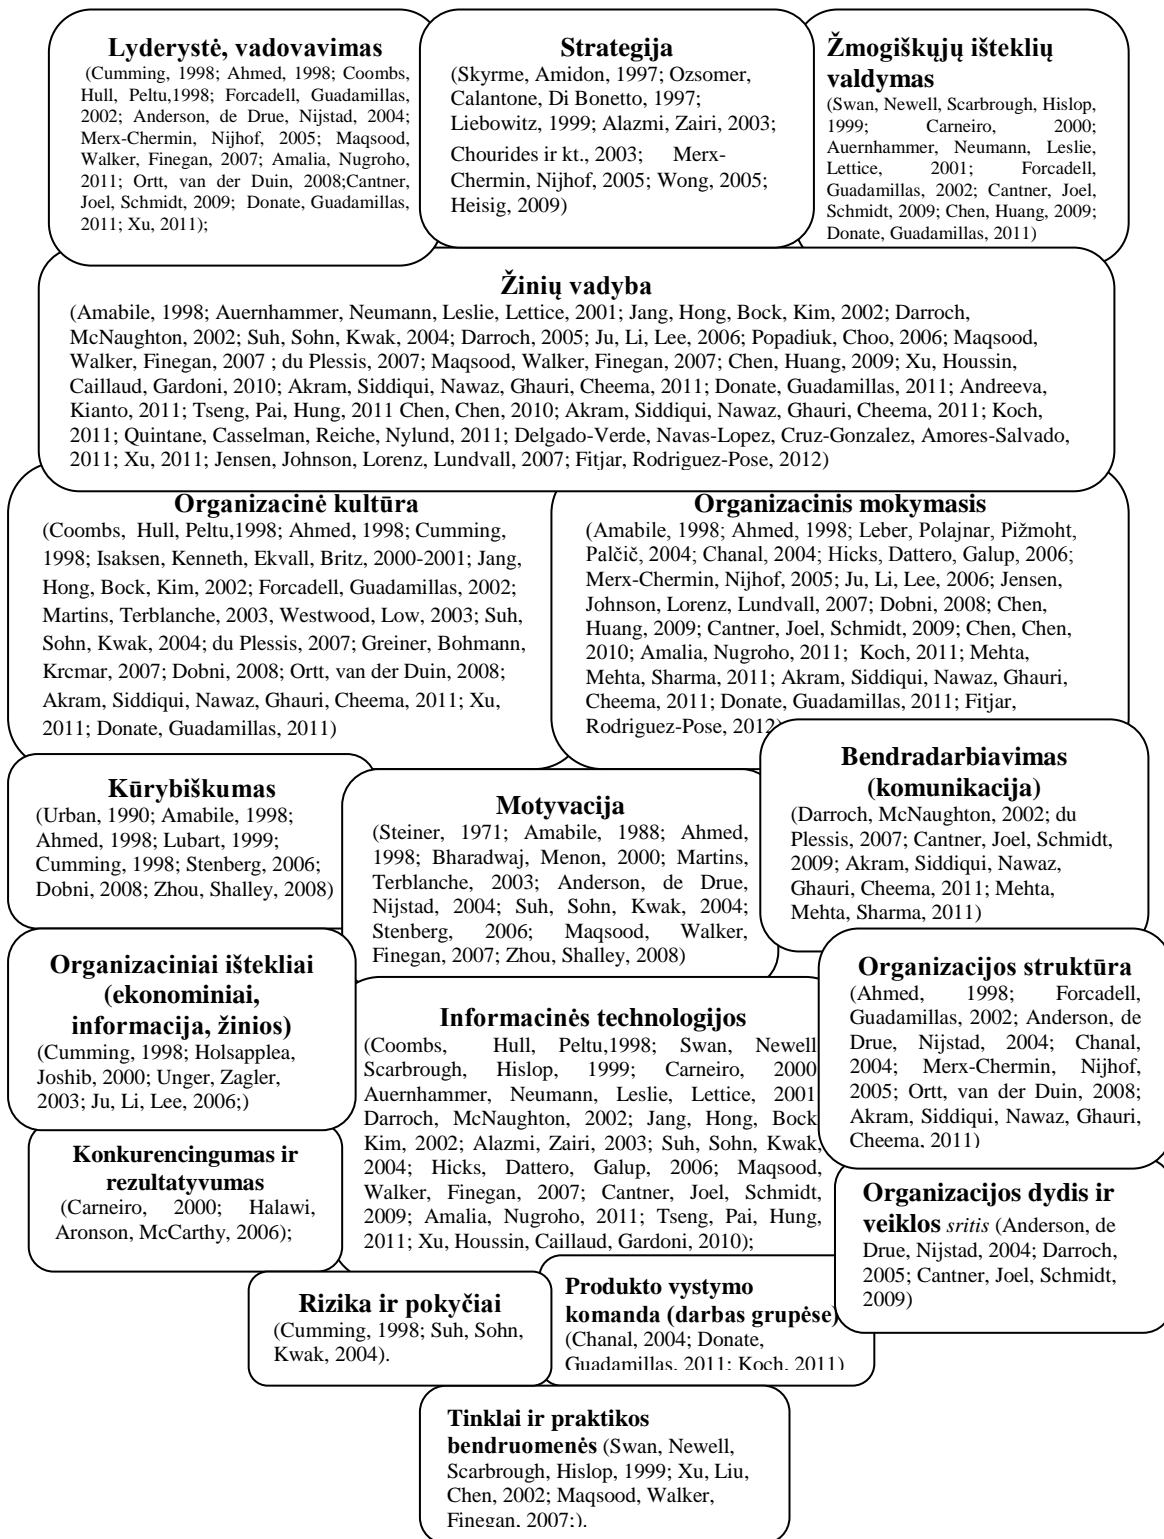 Lyderystė, vadovavimas
(Cumming, 1998; Ahmed, 1998; Coombs,
Hull, Peltu,1998; Forcadell, Guadamillas,
2002; Anderson, de Drue, Nijstad, 2004;
Merx-Chermin, Nijhof, 2005; Maqsood,
Walker, Finegan, 2007; Amalia, Nugroho,
2011; Ortt, van der Duin, 2008;Cantner,
Joel, Schmidt, 2009; Donate, Guadamillas,
2011; Xu, 2011);
Strategija
(Skyrme, Amidon, 1997; Ozsomer,
Calantone, Di Bonetto, 1997;
Liebowitz, 1999; Alazmi, Zairi, 2003;
Chourides ir kt., 2003; Merx-
Chermin, Nijhof, 2005; Wong, 2005;
Heisig, 2009)
Žmogiškųjų išteklių
valdymas
(Swan, Newell, Scarbrough, Hislop,
1999; Carneiro, 2000;
Auernhammer, Neumann, Leslie,
Lettice, 2001; Forcadell,
Guadamillas, 2002; Cantner, Joel,
Schmidt, 2009; Chen, Huang, 2009;
Donate, Guadamillas, 2011)
Žinių vadyba
(Amabile, 1998; Auernhammer, Neumann, Leslie, Lettice, 2001; Jang, Hong, Bock, Kim, 2002; Darroch,
McNaughton, 2002; Suh, Sohn, Kwak, 2004; Darroch, 2005; Ju, Li, Lee, 2006; Popadiuk, Choo, 2006; Maqsood,
Walker, Finegan, 2007 ; du Plessis, 2007; Maqsood, Walker, Finegan, 2007; Chen, Huang, 2009; Xu, Houssin,
Caillaud, Gardoni, 2010; Akram, Siddiqui, Nawaz, Ghauri, Cheema, 2011; Donate, Guadamillas, 2011; Andreeva,
Kianto, 2011; Tseng, Pai, Hung, 2011 Chen, Chen, 2010; Akram, Siddiqui, Nawaz, Ghauri, Cheema, 2011; Koch,
2011; Quintane, Casselman, Reiche, Nylund, 2011; Delgado-Verde, Navas-Lopez, Cruz-Gonzalez, Amores-Salvado,
2011; Xu, 2011; Jensen, Johnson, Lorenz, Lundvall, 2007; Fitjar, Rodriguez-Pose, 2012)
Organizacinė kultūra
(Coombs, Hull, Peltu,1998; Ahmed, 1998; Cumming,
1998; Isaksen, Kenneth, Ekvall, Britz, 2000-2001; Jang,
Hong, Bock, Kim, 2002; Forcadell, Guadamillas, 2002;
Martins, Terblanche, 2003, Westwood, Low, 2003; Suh,
Sohn, Kwak, 2004; du Plessis, 2007; Greiner, Bohmann,
Krcmar, 2007; Dobni, 2008; Ortt, van der Duin, 2008;
Akram, Siddiqui, Nawaz, Ghauri, Cheema, 2011; Xu,
2011; Donate, Guadamillas, 2011)
Organizacinis mokymasis
(Amabile, 1998; Ahmed, 1998; Leber, Polajnar, Pižmoht,
Palčič, 2004; Chanal, 2004; Hicks, Dattero, Galup, 2006;
Merx-Chermin, Nijhof, 2005; Ju, Li, Lee, 2006; Jensen,
Johnson, Lorenz, Lundvall, 2007; Dobni, 2008; Chen,
Huang, 2009; Cantner, Joel, Schmidt, 2009; Chen, Chen,
2010; Amalia, Nugroho, 2011; Koch, 2011; Mehta,
Mehta, Sharma, 2011; Akram, Siddiqui, Nawaz, Ghauri,
Cheema, 2011; Donate, Guadamillas, 2011; Fitjar,
Rodriguez-Pose, 2012)
Bendradarbiavimas
(komunikacija)
(Darroch, McNaughton, 2002; du
Plessis, 2007; Cantner, Joel, Schmidt,
2009; Akram, Siddiqui, Nawaz,
Ghauri, Cheema, 2011; Mehta,
Mehta, Sharma, 2011)
Kūrybiškumas
(Urban, 1990; Amabile, 1998;
Ahmed, 1998; Lubart, 1999;
Cumming, 1998; Stenberg, 2006;
Dobni, 2008; Zhou, Shalley, 2008)
Motyvacija
(Steiner, 1971; Amabile, 1988; Ahmed,
1998; Bharadwaj, Menon, 2000; Martins,
Terblanche, 2003; Anderson, de Drue,
Nijstad, 2004; Suh, Sohn, Kwak, 2004;
Stenberg, 2006; Maqsood, Walker,
Finegan, 2007; Zhou, Shalley, 2008)
Organizaciniai ištekliai
(ekonominiai,
informacija, žinios)
(Cumming, 1998; Holsapplea,
Joshib, 2000; Unger, Zagler,
2003; Ju, Li, Lee, 2006;)
Informacinės technologijos
(Coombs, Hull, Peltu,1998; Swan, Newell
Scarbrough, Hislop, 1999; Carneiro, 2000
Auernhammer, Neumann, Leslie, Lettice, 2001
Darroch, McNaughton, 2002; Jang, Hong, Bock
Kim, 2002; Alazmi, Zairi, 2003; Suh, Sohn, Kwak,
2004; Hicks, Dattero, Galup, 2006; Maqsood,
Walker, Finegan, 2007; Cantner, Joel, Schmidt,
2009; Amalia, Nugroho, 2011; Tseng, Pai, Hung,
2011; Xu, Houssin, Caillaud, Gardoni, 2010);
Organizacijos struktūra
(Ahmed, 1998; Forcadell,
Guadamillas, 2002; Anderson, de
Drue, Nijstad, 2004; Chanal,
2004; Merx-Chermin, Nijhof,
2005; Ortt, van der Duin, 2008;
Akram, Siddiqui, Nawaz, Ghauri,
Cheema, 2011)
Konkurencingumas ir
rezultatyvumas
(Carneiro, 2000; Halawi,
Aronson, McCarthy, 2006);
Organizacijos dydis ir
veiklos sritis (Anderson, de
Drue, Nijstad, 2004; Darroch,
2005; Cantner, Joel, Schmidt,
2009)
Rizika ir pokyčiai
(Cumming, 1998; Suh, Sohn,
Kwak, 2004).
Produkto vystymo
komanda (darbas grupėse)
(Chanal, 2004; Donate,
Guadamillas, 2011; Koch, 2011)
Tinklai ir praktikos
bendruomenės (Swan, Newell,
Scarbrough, Hislop, 1999; Xu, Liu,
Chen, 2002; Maqsood, Walker,
Finegan, 2007;).